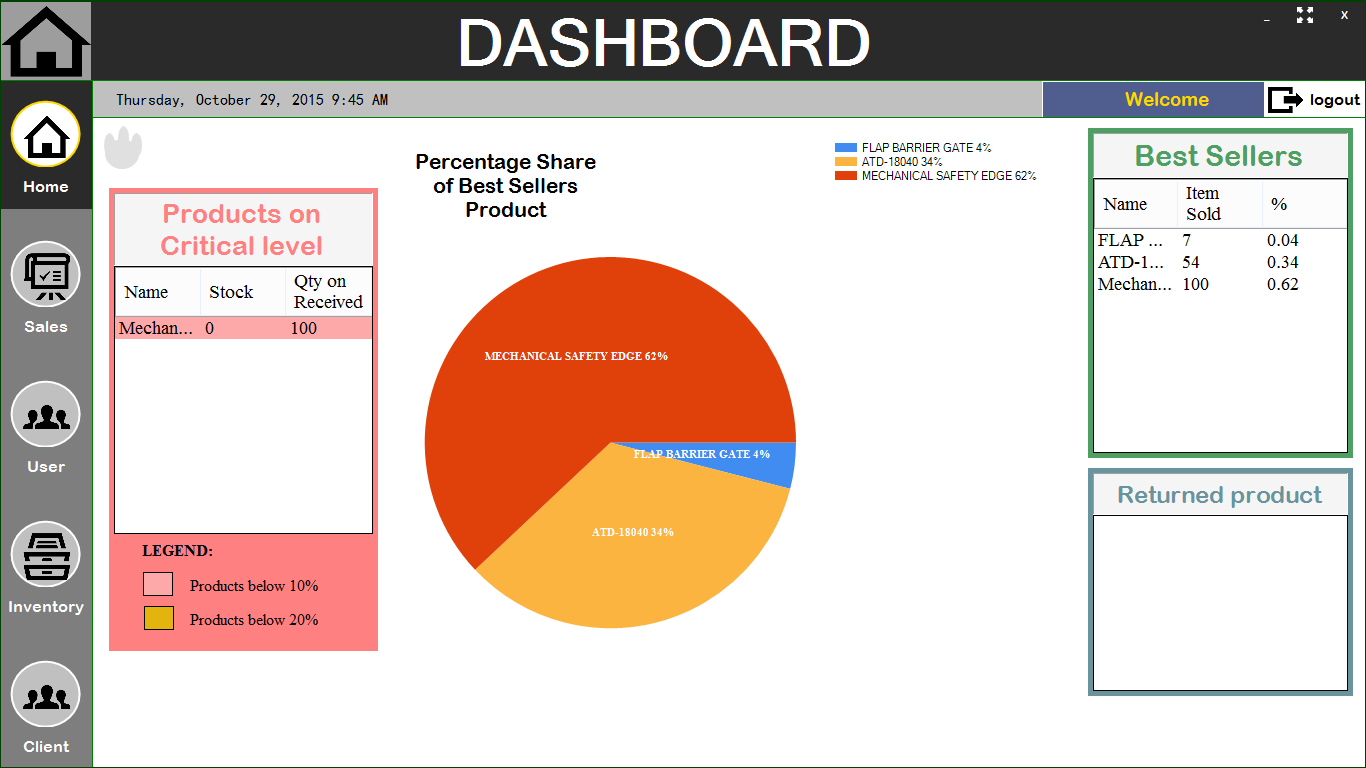 DASHBOARD
_ X
Thursday, October 29, 2015 9:45 AM
Welcome
logout
Home
Sales
User
Inventory
Client
Products on
Critical level
Name Stock Qty on
Received
Mechan... 0 100
LEGEND:
Products below 10%
Products below 20%
Percentage Share
of Best Sellers
Product
FLAP BARRIER GATE 4%
ATD-18040 34%
MECHANICAL SAFETY EDGE 62%
MECHANICAL SAFETY EDGE 62%
FLAP BARRIER GATE 4%
ATD-18040 34%
Best Sellers
Name Item
Sold %
FLAP ... 7 0.04
ATD-1... 54 0.34
Mechan... 100 0.62
Returned product